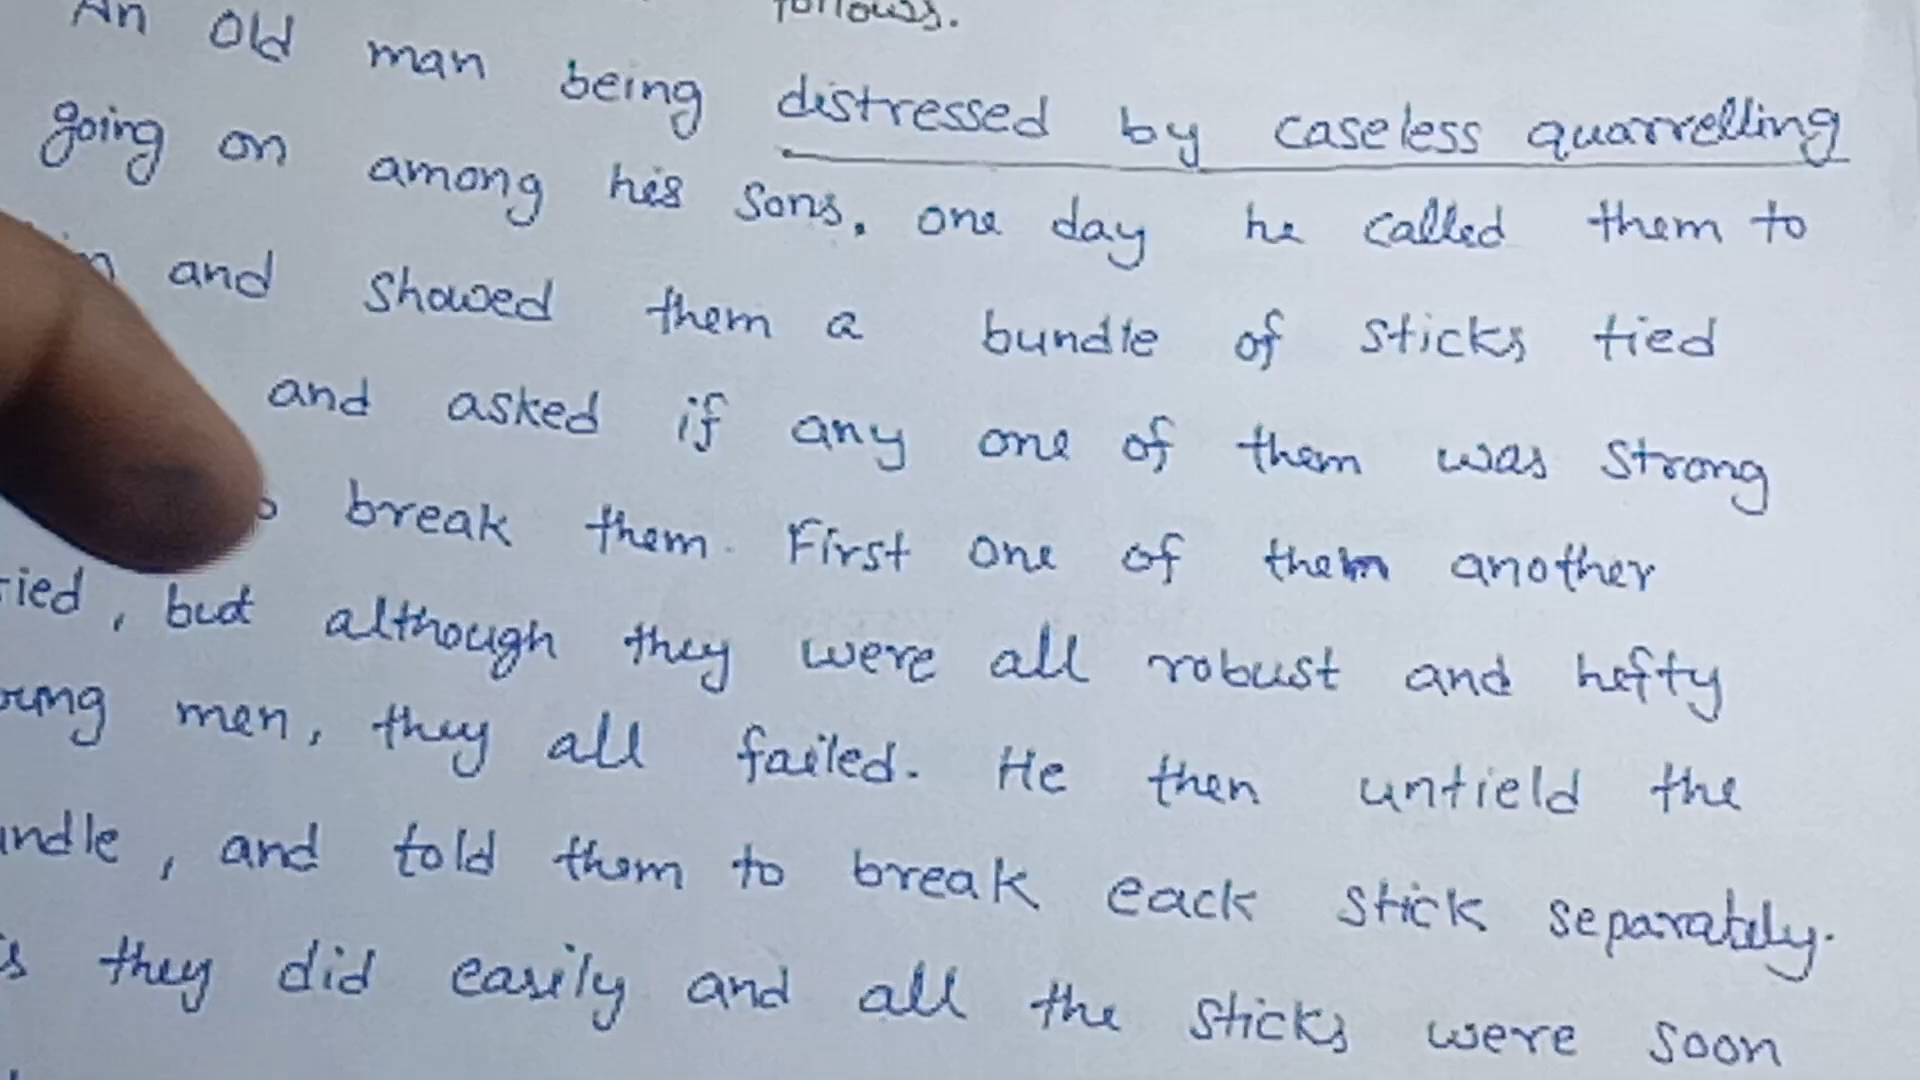 follows.
An old man being distressed by caseless quarrelling
going on among his sons, one day he called them to
and showed them a bundle of sticks tied
and asked if any one of them was strong
break them. First one of them another
but although they were all robust and hefty
men, they all failed. He then untield the
and told them to break eack stick separately.
they did easily and all the sticks were soon